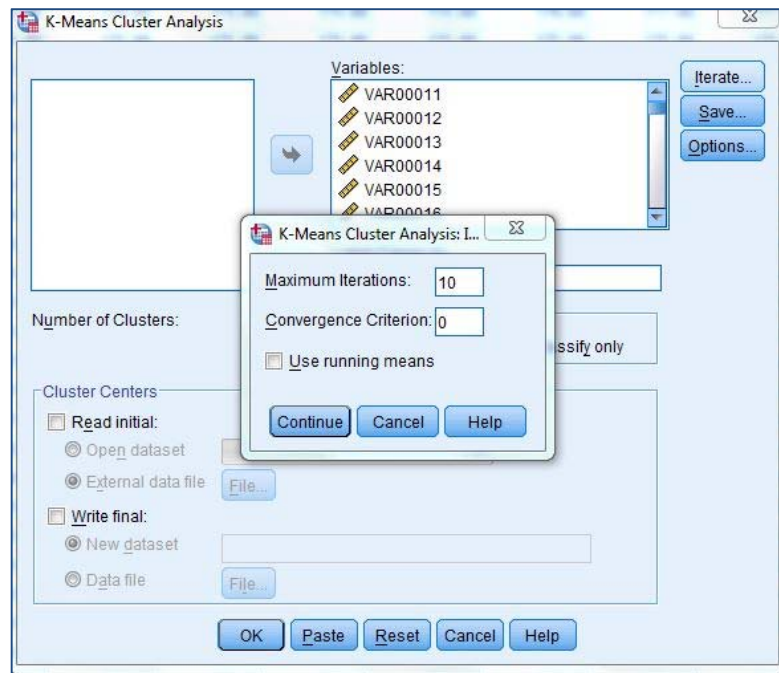 K-Means Cluster Analysis
Variables:
VAR00011
VAR00012
VAR00013
VAR00014
VAR00015
VAR00016
Iterate...
Save...
Options...
K-Means Cluster Analysis: I...
Maximum Iterations: 10
Convergence Criterion: 0
Use running means
Continue Cancel Help
Number of Clusters:
ssify only
Cluster Centers
Read initial:
Open dataset
External data file File...
Write final:
New dataset
Data file File...
OK Paste Reset Cancel Help